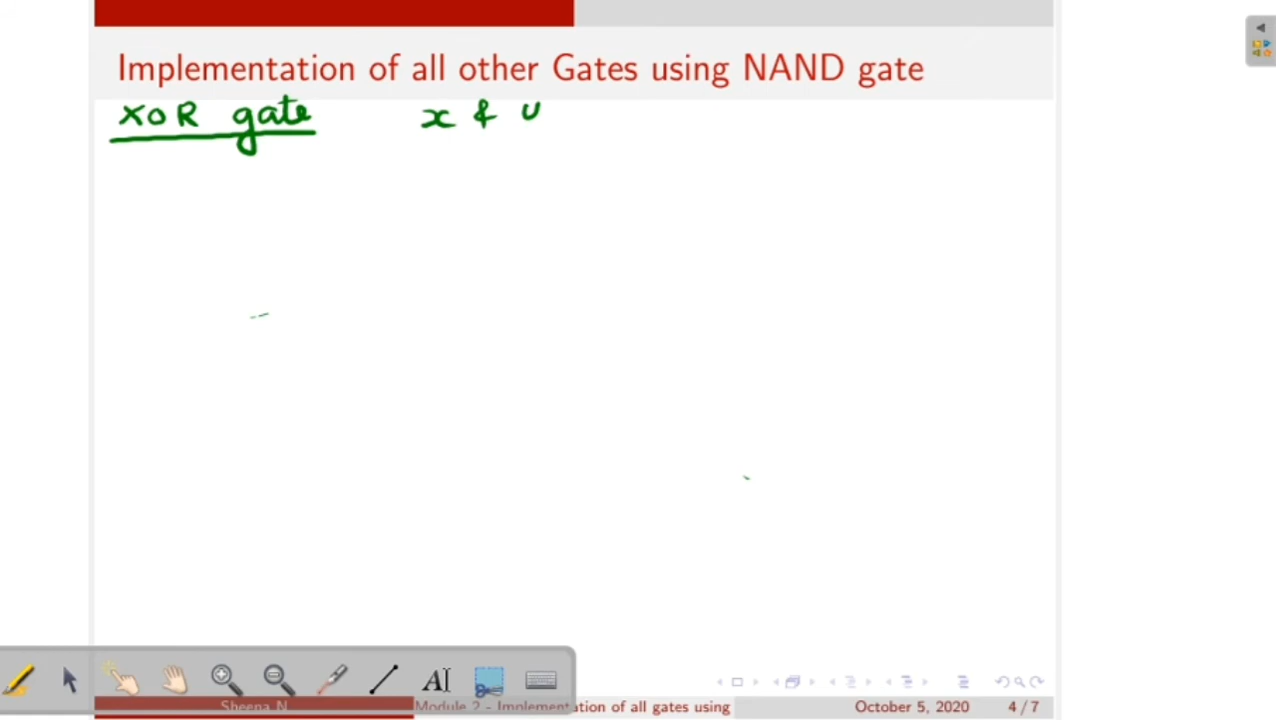 Implementation of all other Gates using NAND gate
XOR gate x & u
AI
Sheena N Module 2 - Implementation of all gates using October 5, 2020 4 / 7